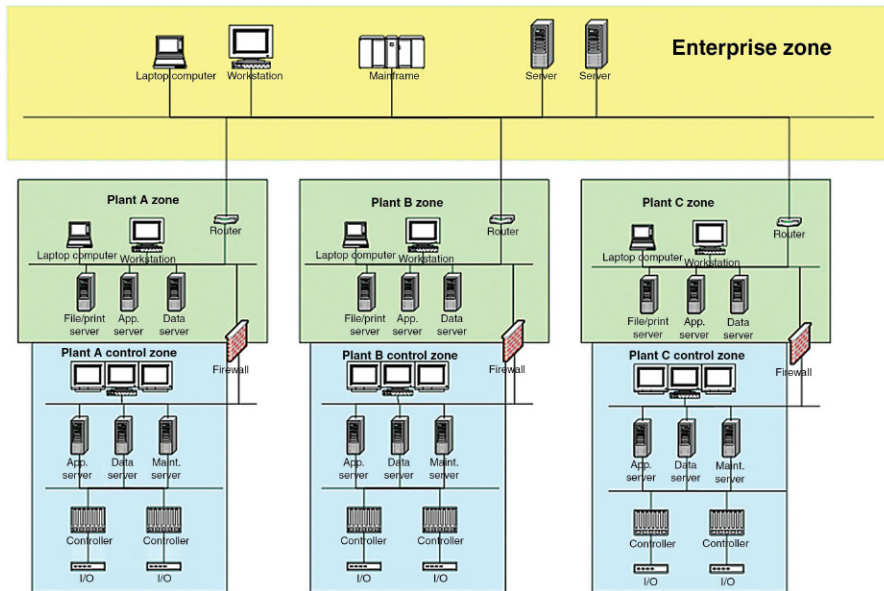 Enterprise zone
Laptop computer
Workstation
Mainframe
Server
Server
Plant A zone
Router
Laptop computer
Workstation
File/print
server
App.
server
Data
server
Plant A control zone
Firewall
App.
server
Data
server
Maint.
server
Controller
Controller
I/O
I/O
Plant B zone
Router
Laptop computer
Workstation
File/print
server
App.
server
Data
server
Plant B control zone
Firewall
App.
server
Data
server
Maint.
server
Controller
Controller
I/O
I/O
Plant C zone
Router
Laptop computer
Workstation
File/print
server
App.
server
Data
server
Plant C control zone
Firewall
App.
server
Data
server
Maint.
server
Controller
Controller
I/O
I/O